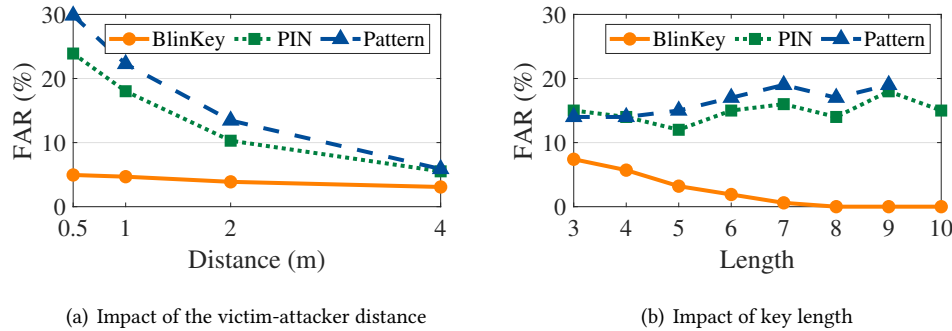 30
20
10
0
FAR (%)
BlinKey PIN Pattern
0.5 1 2 4
Distance (m)
(a) Impact of the victim-attacker distance
30
20
10
0
FAR (%)
BlinKey PIN Pattern
3 4 5 6 7 8 9 10
Length
(b) Impact of key length